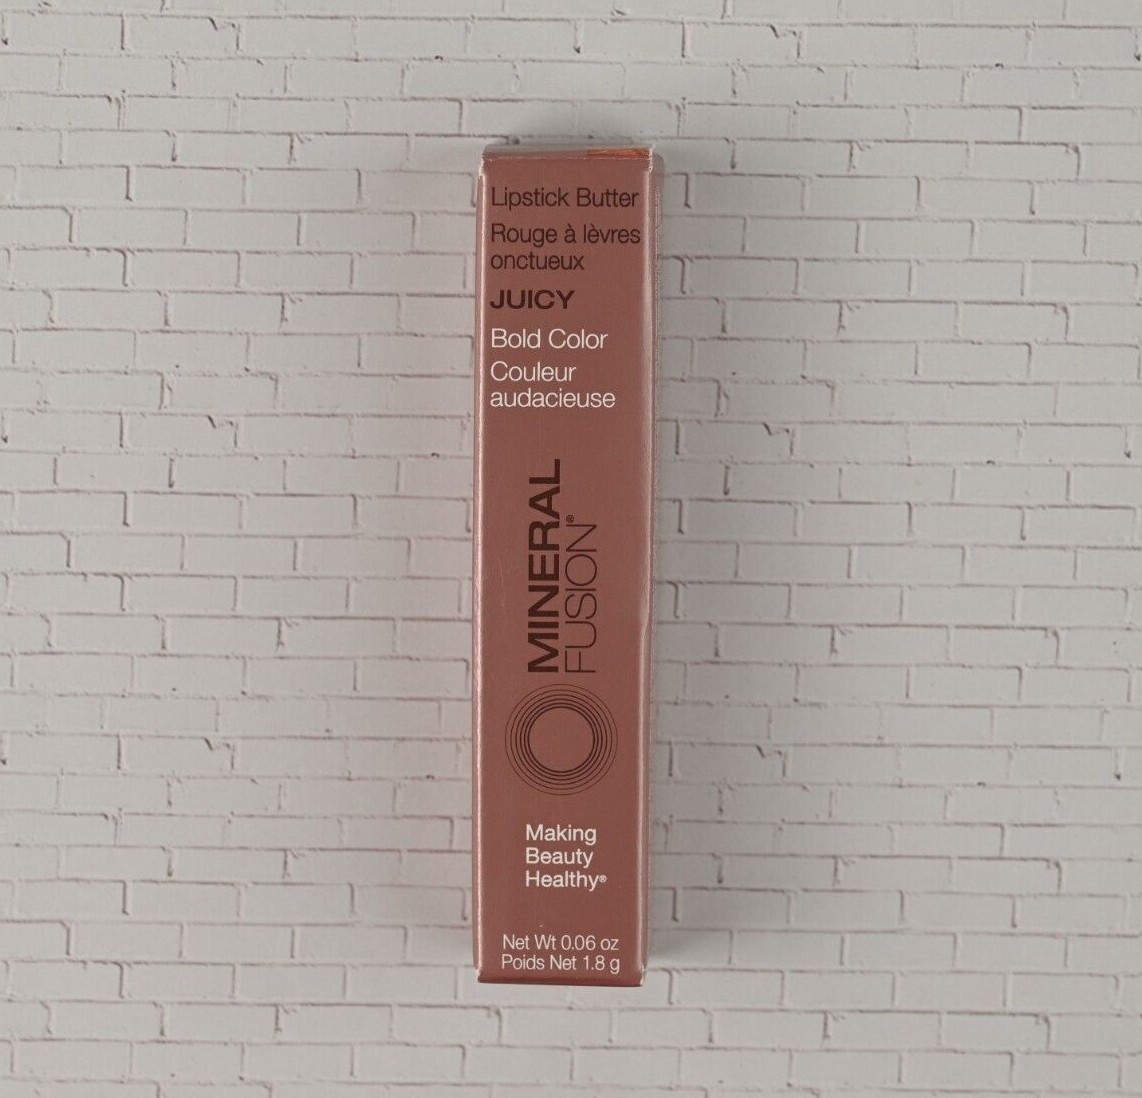 Lipstick Butter
Rouge à lèvres
onctueux
JUICY
Bold Color
Couleur
audacieuse
MINERAL
FUSION®
Making
Beauty
Healthy®
Net Wt 0.06 oz
Poids Net 1.8 g